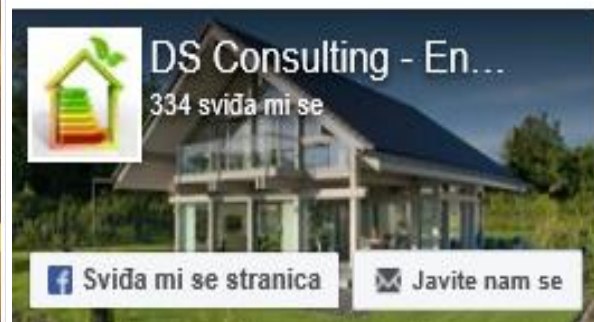 DS Consulting - En...
334 sviđa mi se
Sviđa mi se stranica
Javite nam se